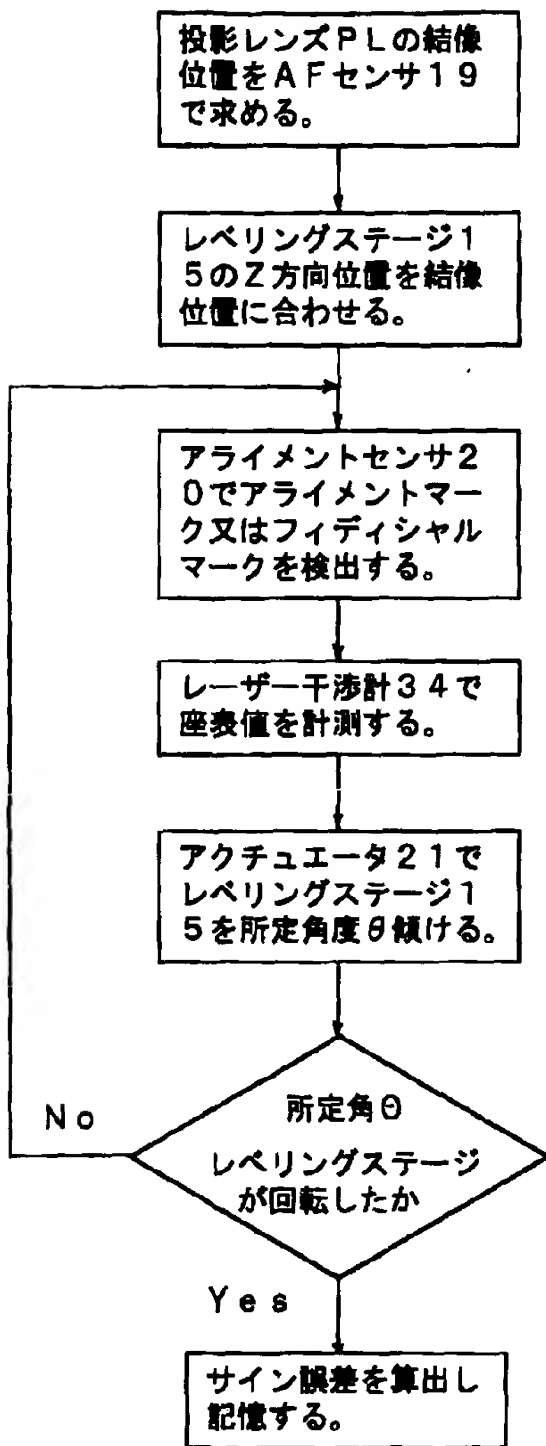 投影レンズPLの結像
位置をAFセンサ19
で求める。
レベリングステージ1
5のZ方向位置を結像
位置に合わせる。
アライメントセンサ2
0でアライメントマー
ク又はフィディシャル
マークを検出する。
レーザー干渉計34で
座表値を計測する。
アクチュエータ21で
レベリングステージ1
5を所定角度θ傾ける。
所定角θ
レベリングステージ
が回転したか
No
Yes
サイン誤差を算出し
記憶する。